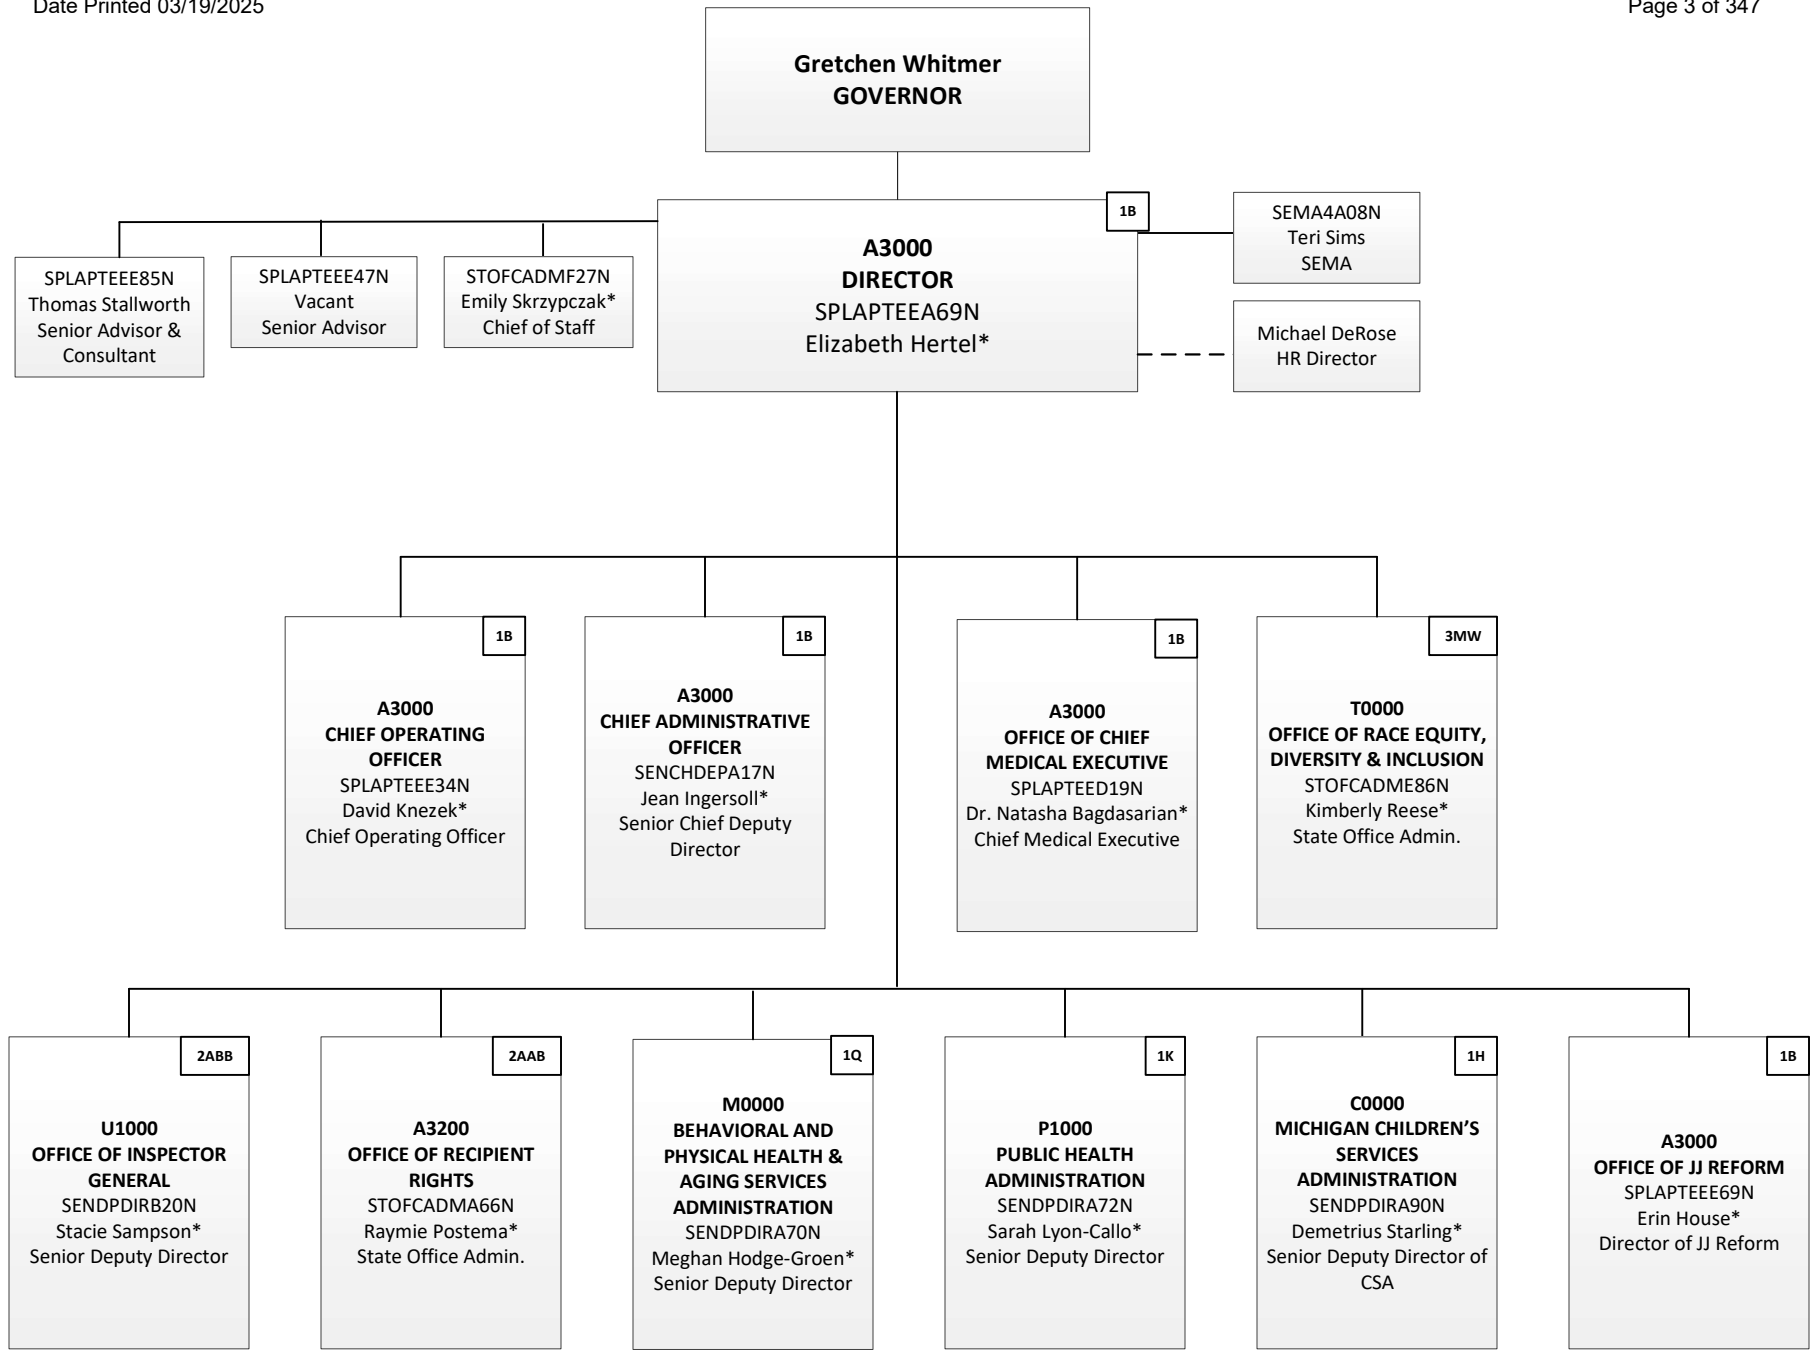 Date Printed 03/19/2025
Page 3 of 347
Gretchen Whitmer
GOVERNOR
1B
A3000
DIRECTOR
SPLAPTEEA69N
Elizabeth Hertel*
SPLAPTEEE85N
Thomas Stallworth
Senior Advisor &
Consultant
SPLAPTEEE47N
Vacant
Senior Advisor
STOFCADMF27N
Emily Skrzypczak*
Chief of Staff
SEMA4A08N
Teri Sims
SEMA
Michael DeRose
HR Director
1B
A3000
CHIEF OPERATING
OFFICER
SPLAPTEEE34N
David Knezek*
Chief Operating Officer
1B
A3000
CHIEF ADMINISTRATIVE
OFFICER
SENCHDEPA17N
Jean Ingersoll*
Senior Chief Deputy
Director
1B
A3000
OFFICE OF CHIEF
MEDICAL EXECUTIVE
SPLAPTEED19N
Dr. Natasha Bagdasarian*
Chief Medical Executive
3MW
T0000
OFFICE OF RACE EQUITY,
DIVERSITY & INCLUSION
STOFCADME86N
Kimberly Reese*
State Office Admin.
2ABB
U1000
OFFICE OF INSPECTOR
GENERAL
SENDPDIRB20N
Stacie Sampson*
Senior Deputy Director
2AAB
A3200
OFFICE OF RECIPIENT
RIGHTS
STOFCADMA66N
Raymie Postema*
State Office Admin.
1Q
M0000
BEHAVIORAL AND
PHYSICAL HEALTH &
AGING SERVICES
ADMINISTRATION
SENDPDIRA70N
Meghan Hodge-Groen*
Senior Deputy Director
1K
P1000
PUBLIC HEALTH
ADMINISTRATION
SENDPDIRA72N
Sarah Lyon-Callo*
Senior Deputy Director
1H
C0000
MICHIGAN CHILDREN’S
SERVICES
ADMINISTRATION
SENDPDIRA90N
Demetrius Starling*
Senior Deputy Director of
CSA
1B
A3000
OFFICE OF JJ REFORM
SPLAPTEEE69N
Erin House*
Director of JJ Reform